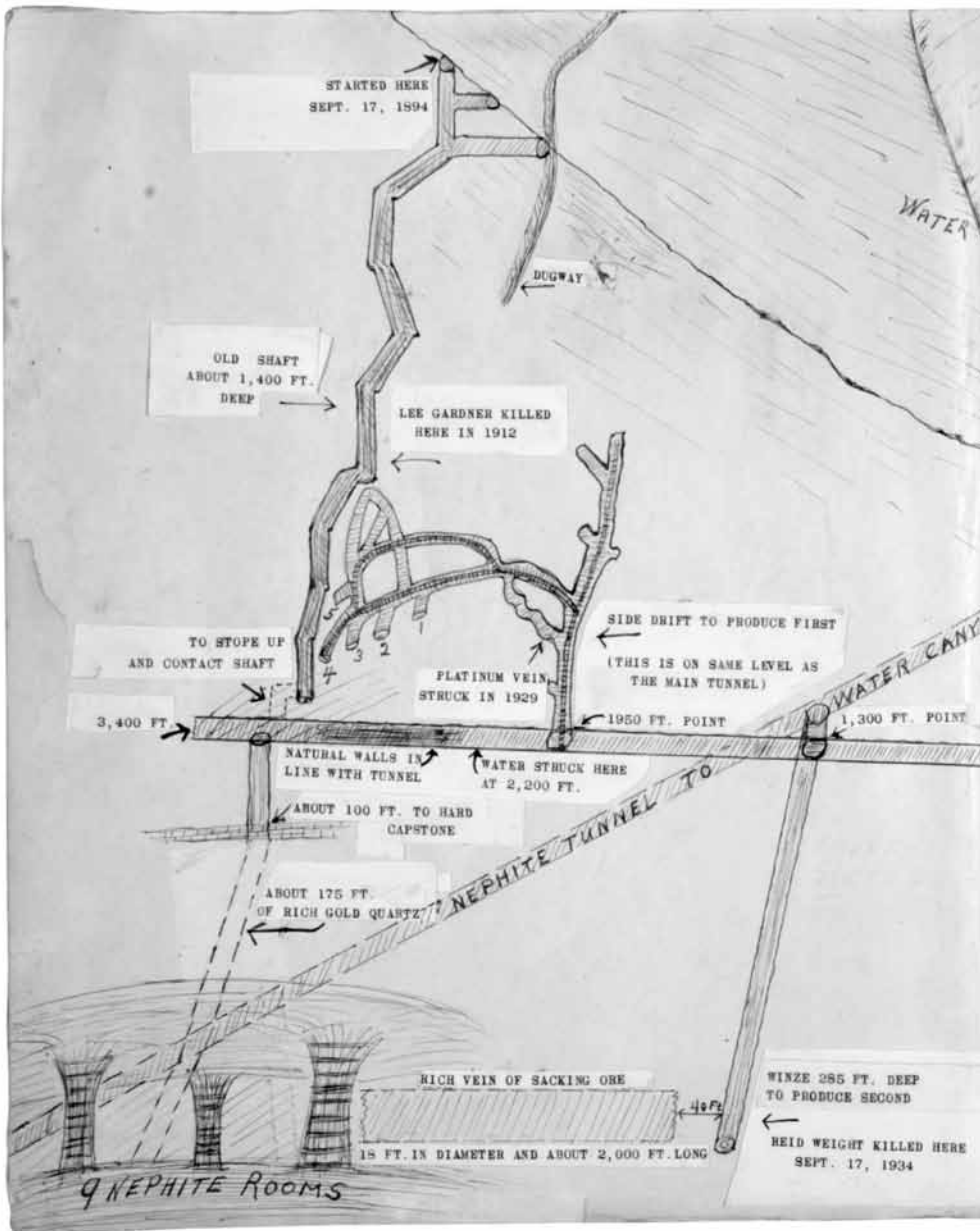 STARTED HERE
SEPT. 17, 1894
WATER
DUGWAY
OLD SHAFT
ABOUT 1,400 FT.
DEEP
LEE GARDNER KILLED
HERE IN 1912
5
4
3
2
1
SIDE DRIFT TO PRODUCE FIRST
(THIS IS ON SAME LEVEL AS
THE MAIN TUNNEL)
TO STOPE UP
AND CONTACT SHAFT
PLATINUM VEIN
STRUCK IN 1929
3,400 FT.
1950 FT. POINT
1,300 FT. POINT
NATURAL WALLS IN
LINE WITH TUNNEL
WATER STRUCK HERE
AT 2,200 FT.
ABOUT 100 FT. TO HARD
CAPSTONE
NEPHITE TUNNEL TO WATER CANY
ABOUT 175 FT.
OF RICH GOLD QUARTZ
RICH VEIN OF SACKING ORE
40 Ft
18 FT. IN DIAMETER AND ABOUT 2,000 FT. LONG
WINZE 285 FT. DEEP
TO PRODUCE SECOND
REID WEIGHT KILLED HERE
SEPT. 17, 1934
9 NEPHITE ROOMS